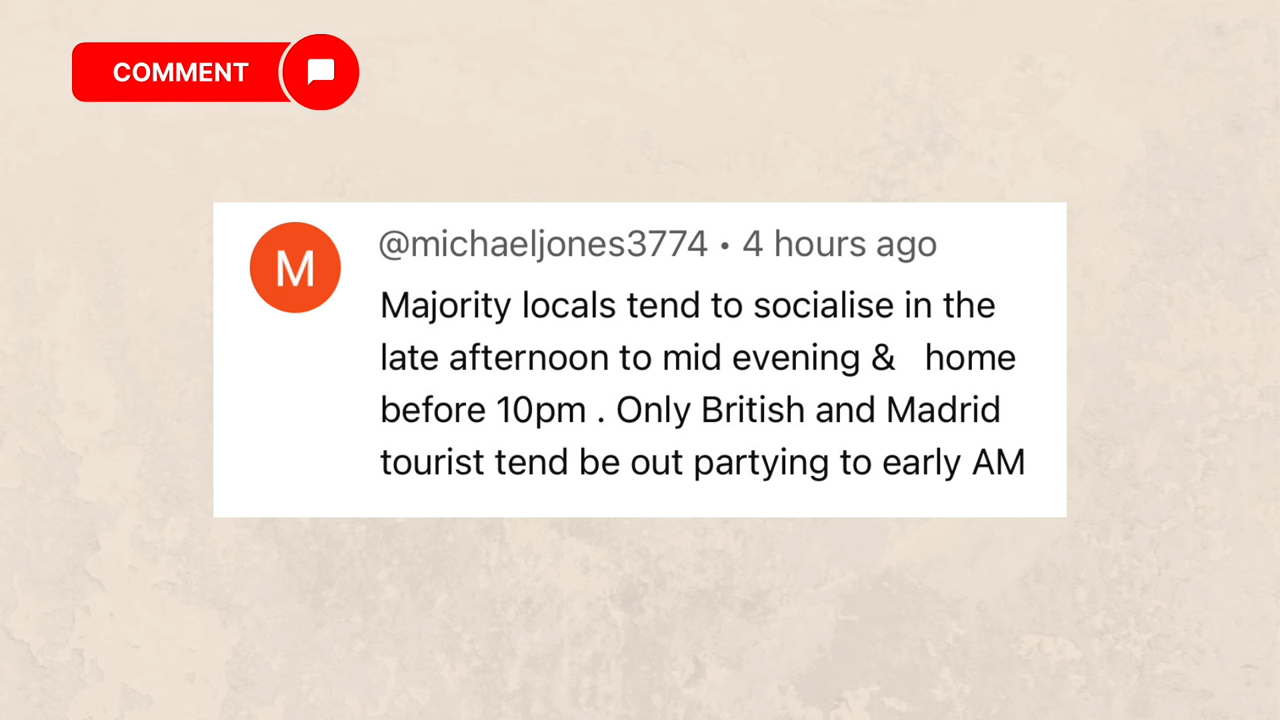 COMMENT
M
@michaeljones3774 • 4 hours ago
Majority locals tend to socialise in the
late afternoon to mid evening &   home
before 10pm . Only British and Madrid
tourist tend be out partying to early AM